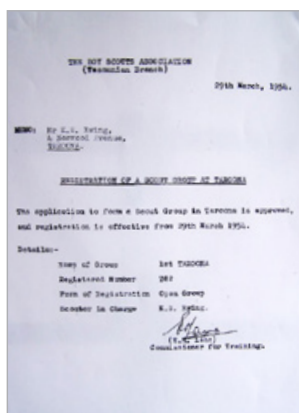 THE BOY SCOUTS ASSOCIATION
(Tasmanian Branch)
29th March, 1954.
MEMO: Mr
Avenue,
TAROONA.
REGISTRATION OF A SCOUT GROUP AT TAROONA
The application to form a Scout Group in Taroona is approved,
and registration is effective from 29th March 1954.
Details:-
Name of Group 1st TAROONA
Registered Number
Form of Registration Open Group
Scouter in Charge
Commissioner for Training.